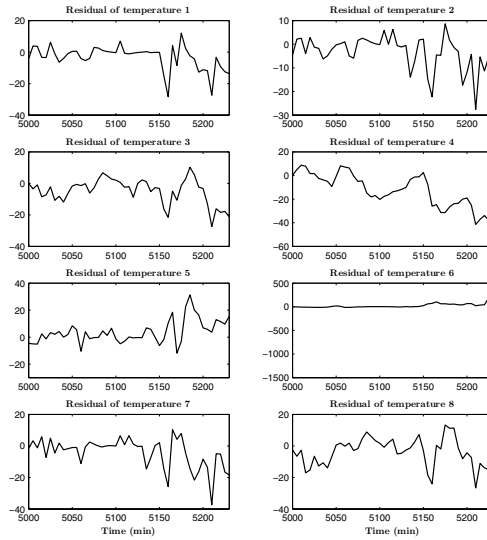 Residual of temperature 1
20
0
−20
−40
5000 5050 5100 5150 5200
Residual of temperature 2
10
0
−10
−20
−30
5000 5050 5100 5150 5200
Residual of temperature 3
20
0
−20
−40
5000 5050 5100 5150 5200
Residual of temperature 4
20
0
−20
−40
−60
5000 5050 5100 5150 5200
Residual of temperature 5
40
20
0
−20
5000 5050 5100 5150 5200
Residual of temperature 6
500
0
−500
−1000
−1500
5000 5050 5100 5150 5200
Residual of temperature 7
20
0
−20
−40
5000 5050 5100 5150 5200
Time (min)
Residual of temperature 8
20
0
−20
−40
5000 5050 5100 5150 5200
Time (min)